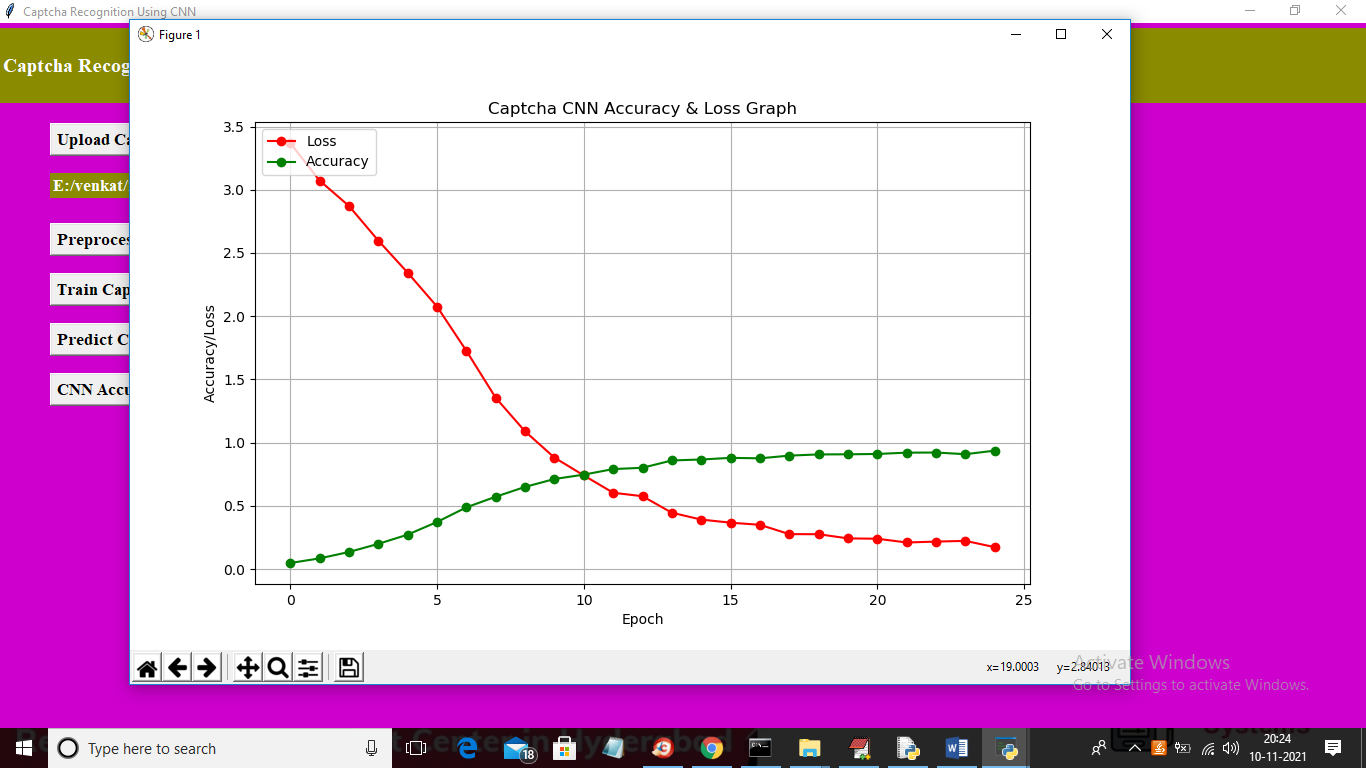 Captcha Recognition Using CNN
Figure 1
Captcha Recog
Upload Ca
E:/venkat/
Preproces
Train Cap
Predict C
CNN Accu
Captcha CNN Accuracy & Loss Graph
Loss
Accuracy
3.5
3.0
2.5
2.0
1.5
1.0
0.5
0.0
Accuracy/Loss
0 5 10 15 20 25
Epoch
x=19.0003 y=2.84013
Activate Windows
Go to Settings to activate Windows.
Type here to search
18
20:24
10-11-2021